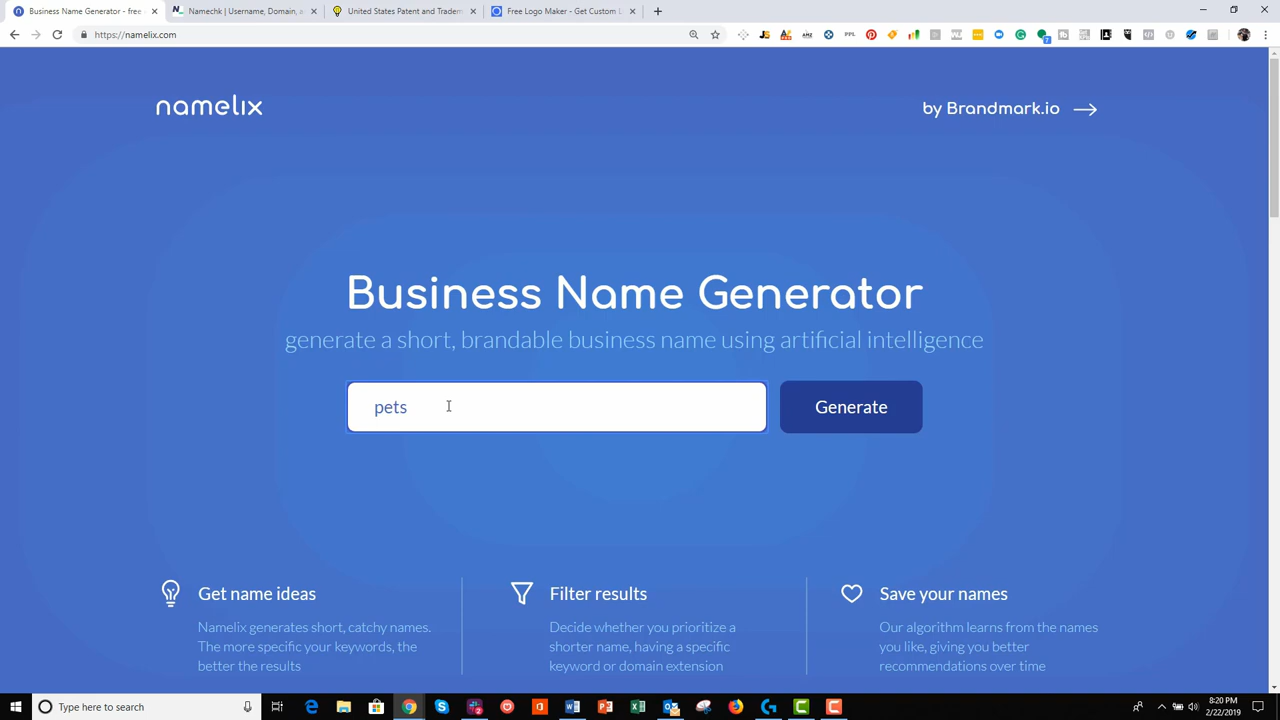 Business Name Generator - free
Namechk | Username, Domain, a
United States Patent and Tradem
Free Logo Maker - Get Custom L
https://namelix.com
namelix
by Brandmark.io
Business Name Generator
generate a short, brandable business name using artificial intelligence
pets
Generate
Get name ideas
Namelix generates short, catchy names.
The more specific your keywords, the
better the results
Filter results
Decide whether you prioritize a
shorter name, having a specific
keyword or domain extension
Save your names
Our algorithm learns from the names
you like, giving you better
recommendations over time
Type here to search
8:20 PM
2/22/2019